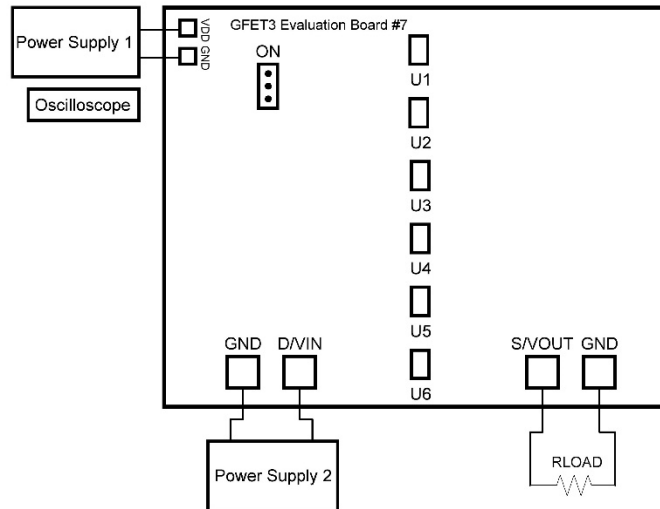 Power Supply 1
VDD
GND
GFET3 Evaluation Board #7
ON
Oscilloscope
U1
U2
U3
U4
U5
U6
GND D/VIN
S/VOUT GND
Power Supply 2
RLOAD